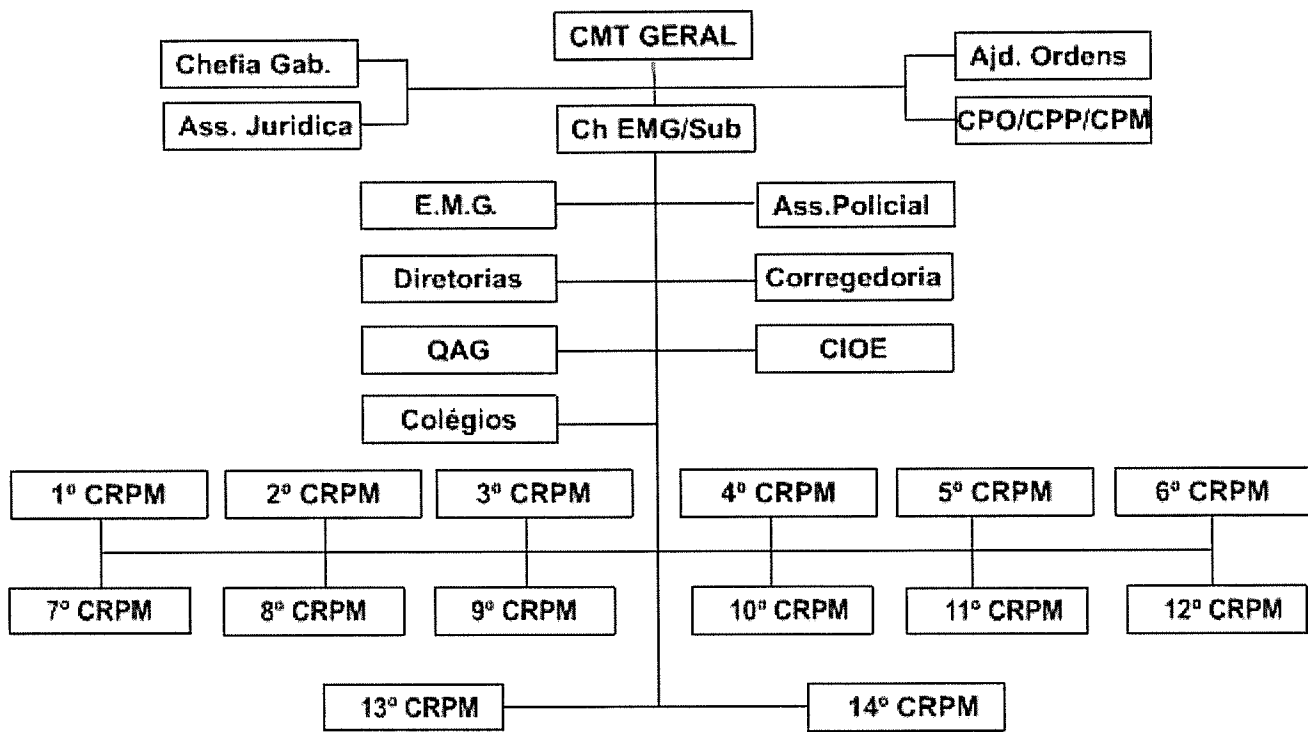 CMT GERAL
Chefia Gab.
Ajd. Ordens
Ass. Juridica
Ch EMG/Sub
CPO/CPP/CPM
E.M.G.
Ass.Policial
Diretorias
Corregedoria
QAG
CIOE
Colégios
1º CRPM
2º CRPM
3º CRPM
4º CRPM
5º CRPM
6º CRPM
7º CRPM
8º CRPM
9º CRPM
10º CRPM
11º CRPM
12º CRPM
13º CRPM
14º CRPM